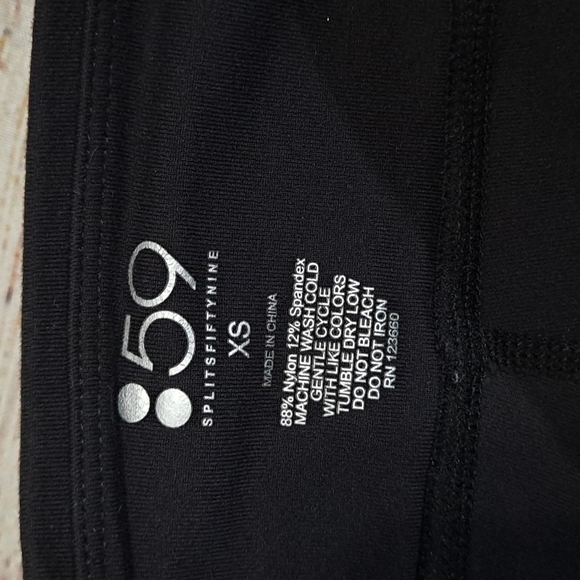 :59
SPLITSFIFTYNINE
XS
MADE IN CHINA
88% Nylon 12% Spandex
MACHINE WASH COLD
GENTLE CYCLE
WITH LIKE COLORS
TUMBLE DRY LOW
DO NOT BLEACH
DO NOT IRON
RN 123660